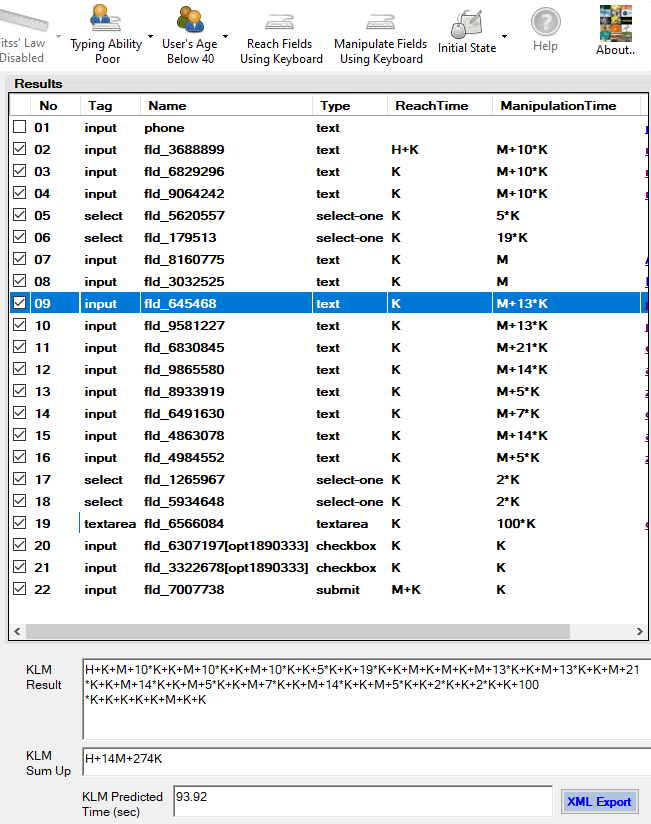 itss' Law Typing Ability User's Age Reach Fields Manipulate Fields Initial State Help About..
Disabled Poor Below 40 Using Keyboard Using Keyboard
Results
No Tag Name Type ReachTime ManipulationTime
01 input phone text
02 input fld_3688899 text H+K M+10*K
03 input fld_6829296 text K M+10*K
04 input fld_9064242 text K M+10*K
05 select fld_5620557 select-one K 5*K
06 select fld_179513 select-one K 19*K
07 input fld_8160775 text K M
08 input fld_3032525 text K M
09 input fld_645468 text K M+13*K
10 input fld_9581227 text K M+13*K
11 input fld_6830845 text K M+21*K
12 input fld_9865580 text K M+14*K
13 input fld_8933919 text K M+5*K
14 input fld_6491630 text K M+7*K
15 input fld_4863078 text K M+14*K
16 input fld_4984552 text K M+5*K
17 select fld_1265967 select-one K 2*K
18 select fld_5934648 select-one K 2*K
19 textarea fld_6566084 textarea K 100*K
20 input fld_6307197[opt1890333] checkbox K K
21 input fld_3322678[opt1890333] checkbox K K
22 input fld_7007738 submit M+K K
KLM Result
H+K+M+10*K+K+M+10*K+K+M+10*K+K+5*K+K+19*K+K+M+K+M+K+M+13*K+K+M+13*K+K+M+21
*K+K+M+14*K+K+M+5*K+K+M+7*K+K+M+14*K+K+M+5*K+K+2*K+K+2*K+K+100
*K+K+K+K+K+M+K+K
KLM Sum Up
H+14M+274K
KLM Predicted Time (sec)
93.92
XML Export